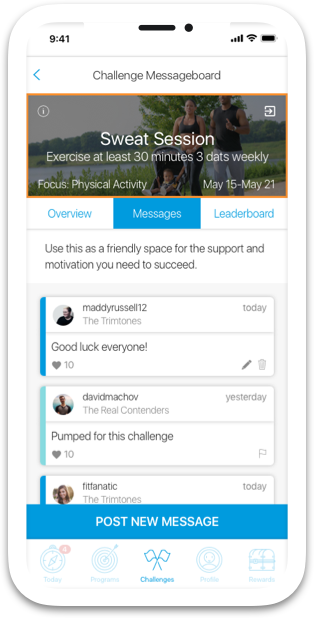 9:41
Challenge Messageboard
Sweat Session
Exercise at least 30 minutes 3 dats weekly
Focus: Physical Activity May 15-May 21
Overview Messages Leaderboard
Use this as a friendly space for the support and
motivation you need to succeed.
maddyrussell12 today
The Trimtones
Good luck everyone!
10
davidmachov yesterday
The Real Contenders
Pumped for this challenge
10
fitfanatic today
The Trimtones
POST NEW MESSAGE
Today Programs Challenges Profile Rewards